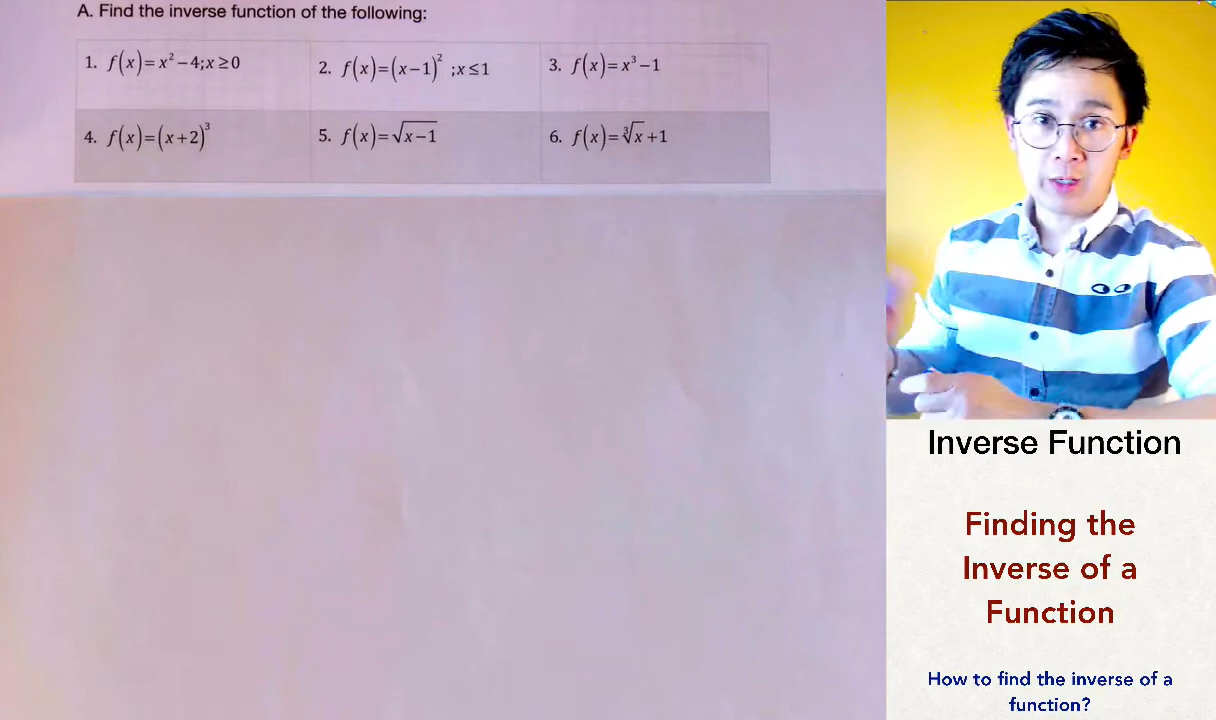 A. Find the inverse function of the following:
1. f(x)=x²−4;x≥0
2. f(x)=(x−1)² ;x≤1
3. f(x)=x³−1
4. f(x)=(x+2)³
5. f(x)=√(x−1)
6. f(x)=∛x+1
Inverse Function
Finding the
Inverse of a
Function
How to find the inverse of a
function?